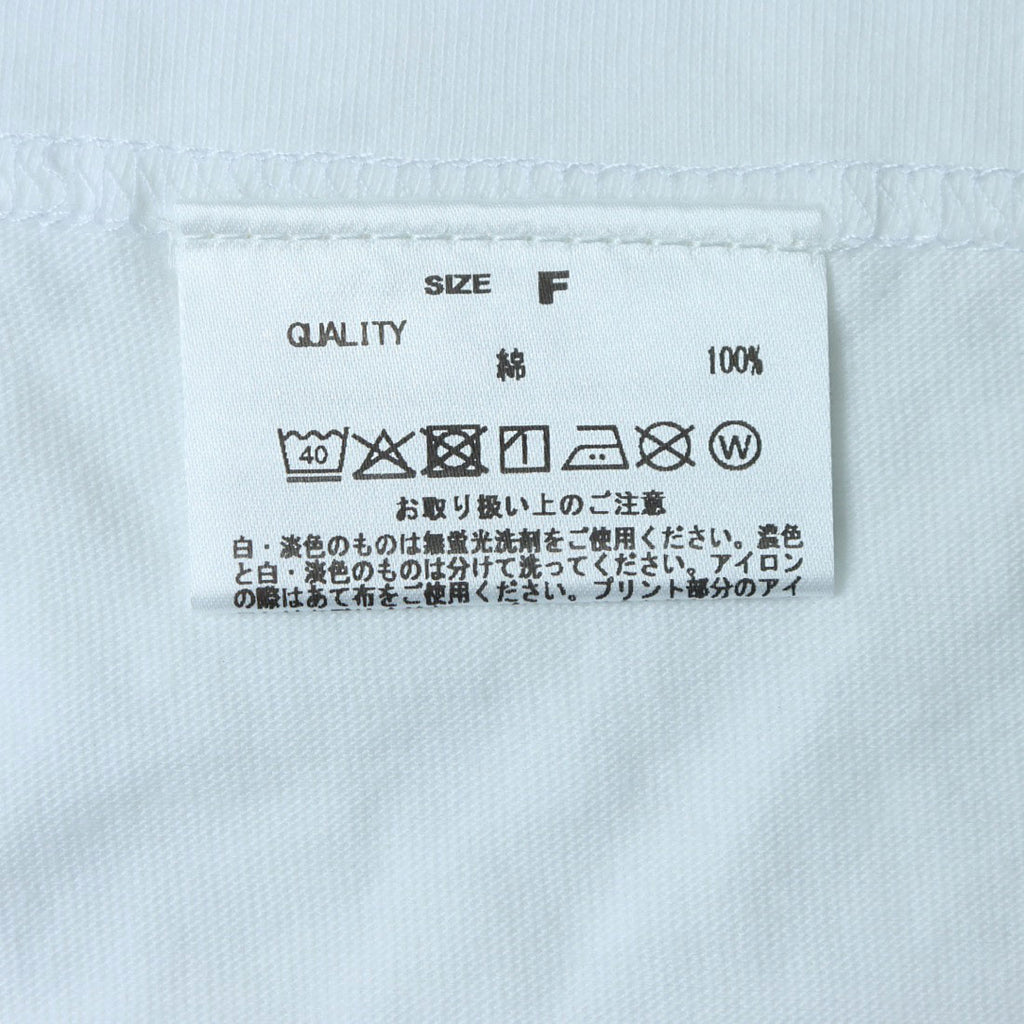 SIZE F
QUALITY
綿 100%
40 W
お取り扱い上のご注意
白・淡色のものは無蛍光洗剤をご使用ください。濃色
と白・淡色のものは分けて洗ってください。アイロン
の際はあて布をご使用ください。プリント部分のアイ